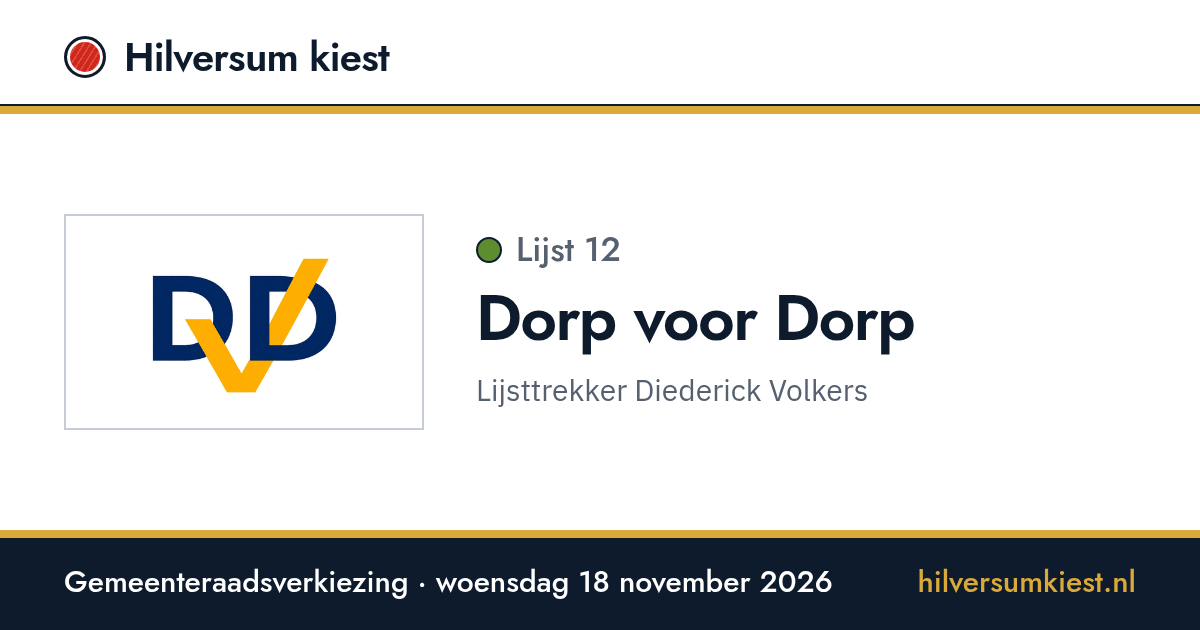 Hilversum kiest
DVD
Lijst 12
Dorp voor Dorp
Lijsttrekker Diederick Volkers
Gemeenteraadsverkiezing · woensdag 18 november 2026
hilversumkiest.nl